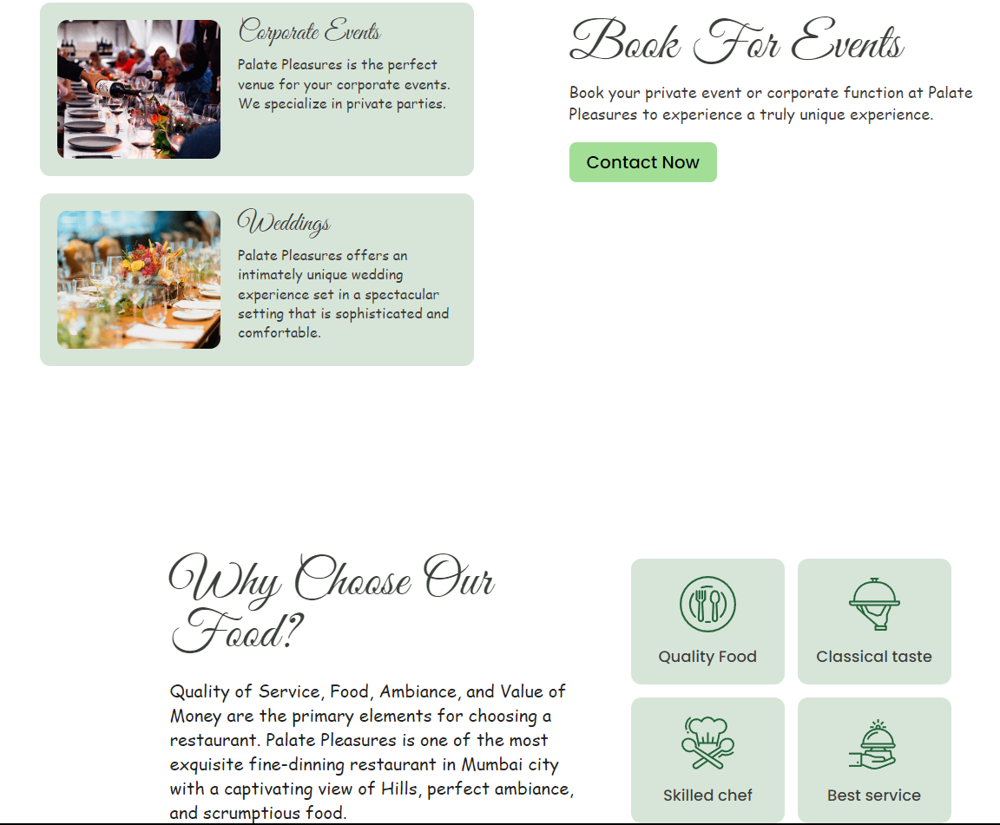 Corporate Events
Palate Pleasures is the perfect
venue for your corporate events.
We specialize in private parties.
Weddings
Palate Pleasures offers an
intimately unique wedding
experience set in a spectacular
setting that is sophisticated and
comfortable.
Book For Events
Book your private event or corporate function at Palate
Pleasures to experience a truly unique experience.
Contact Now
Why Choose Our
Food?
Quality of Service, Food, Ambiance, and Value of
Money are the primary elements for choosing a
restaurant. Palate Pleasures is one of the most
exquisite fine-dinning restaurant in Mumbai city
with a captivating view of Hills, perfect ambiance,
and scrumptious food.
Quality Food
Classical taste
Skilled chef
Best service